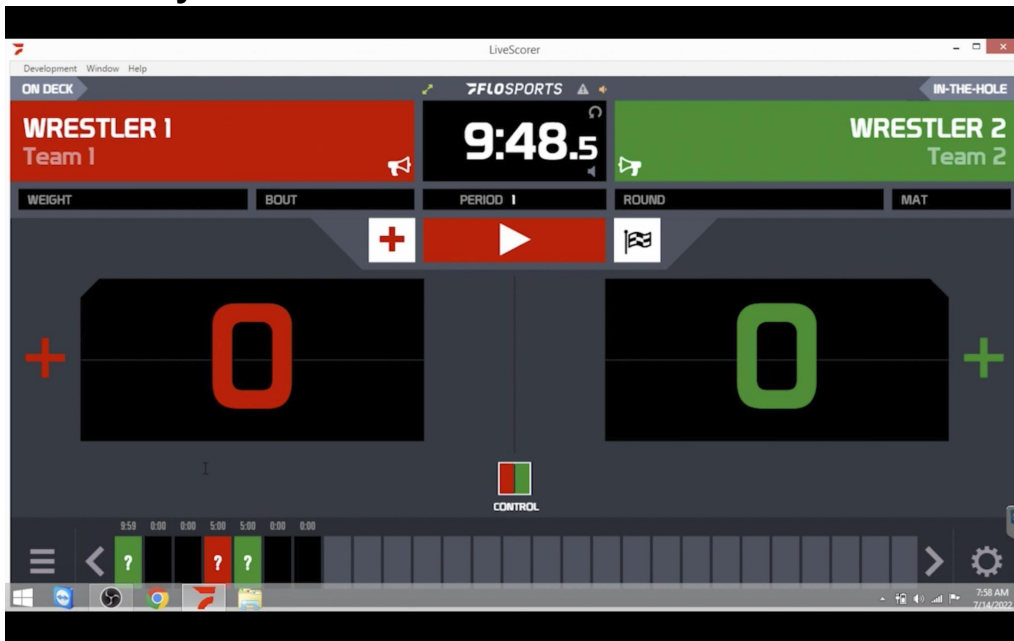 LiveScorer
Development Window Help
ON DECK
FLOSPORTS
IN-THE-HOLE
WRESTLER 1
Team 1
9:48.5
WRESTLER 2
Team 2
WEIGHT
BOUT
PERIOD 1
ROUND
MAT
0
0
CONTROL
9:59 0:00 0:00 5:00 5:00 0:00 0:00
? ? ?
7:58 AM
7/14/2022